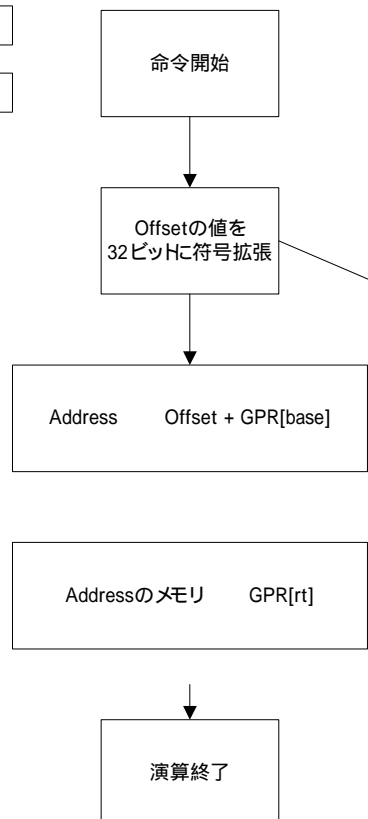 命令開始
Offsetの値を
32ビットに符号拡張
Address Offset + GPR[base]
Addressのメモリ GPR[rt]
演算終了